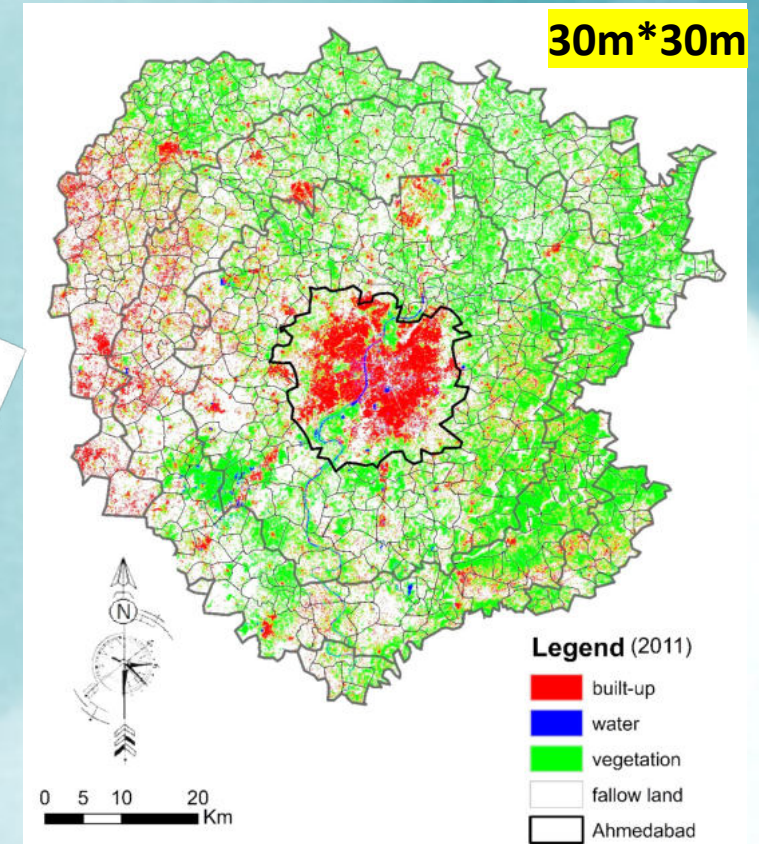 30m*30m
N
Legend (2011)
built-up
water
vegetation
fallow land
Ahmedabad
0 5 10 20
Km